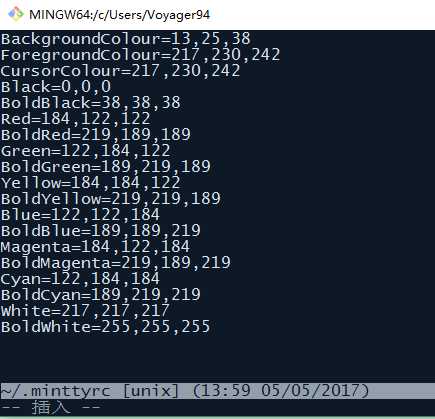 MINGW64:/c/Users/Voyager94
BackgroundColour=13,25,38
ForegroundColour=217,230,242
CursorColour=217,230,242
Black=0,0,0
BoldBlack=38,38,38
Red=184,122,122
BoldRed=219,189,189
Green=122,184,122
BoldGreen=189,219,189
Yellow=184,184,122
BoldYellow=219,219,189
Blue=122,122,184
BoldBlue=189,189,219
Magenta=184,122,184
BoldMagenta=219,189,219
Cyan=122,184,184
BoldCyan=189,219,219
White=217,217,217
BoldWhite=255,255,255
~/.minttyrc [unix] (13:59 05/05/2017)
-- 插入 --